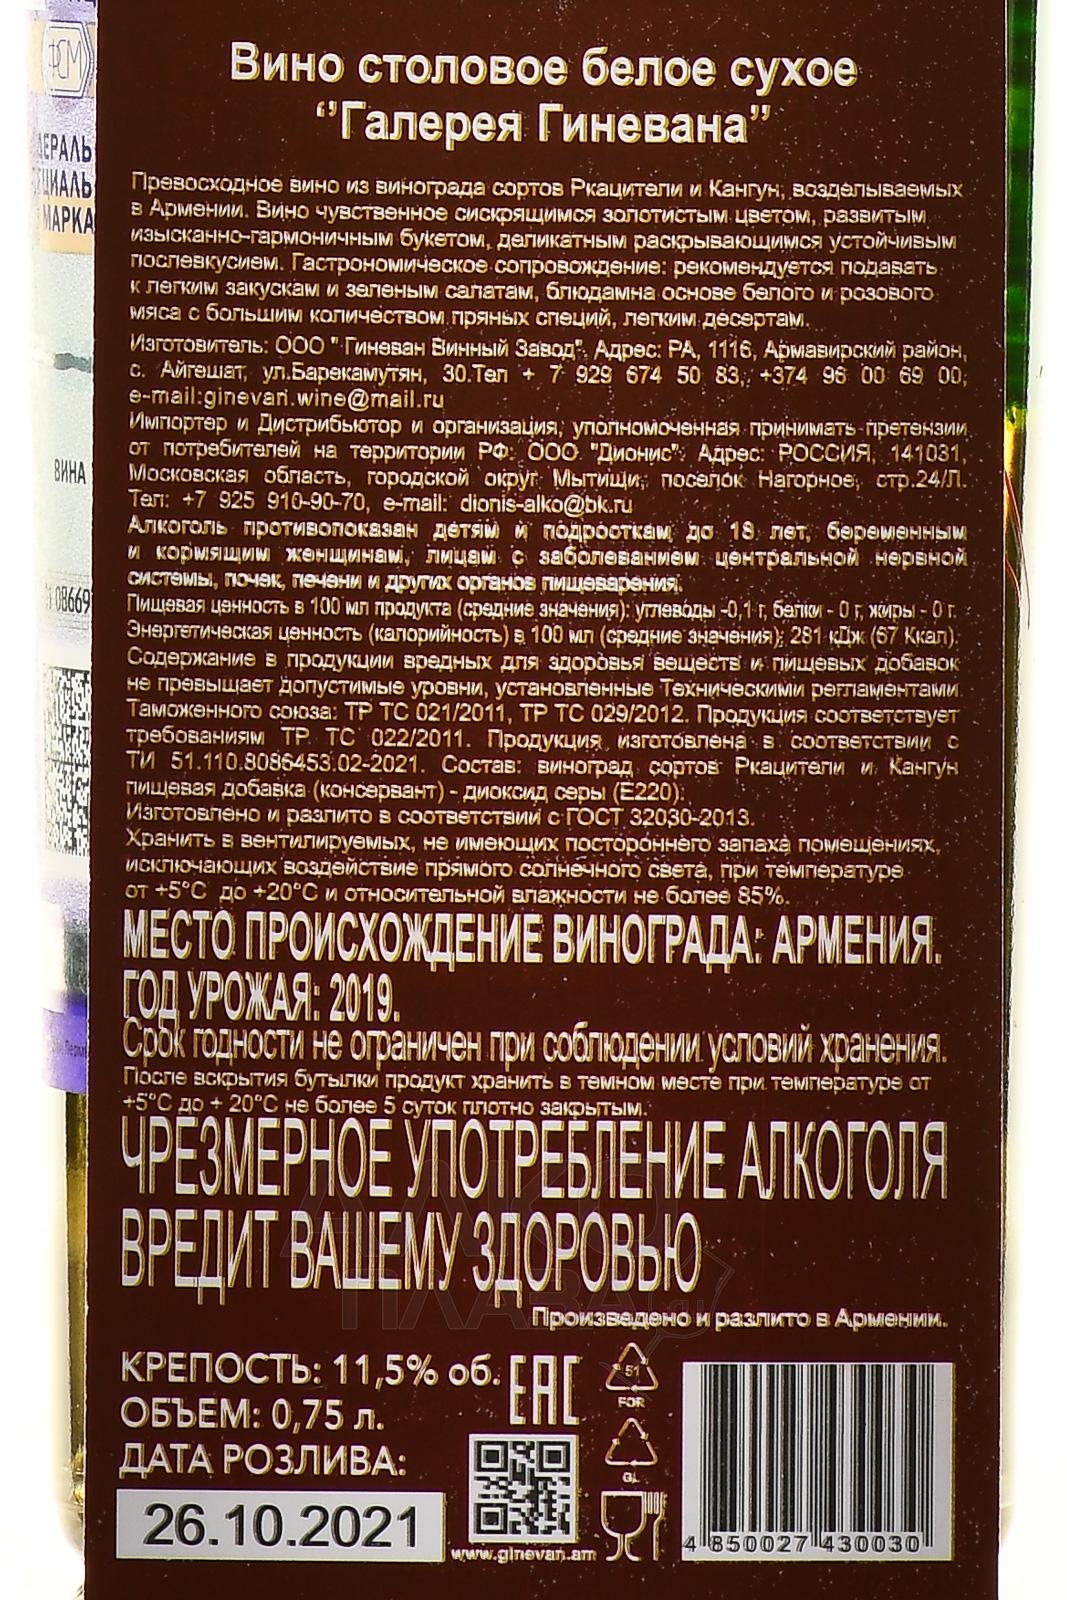 Вино столовое белое сухое
‘’Галерея Гиневана’’
Превосходное вино из винограда сортов Ркацители и Кангун, возделываемых
в Армении. Вино чувственное сискрящимся золотистым цветом, развитым
изысканно-гармоничным букетом, деликатным раскрывающимся устойчивым
послевкусием. Гастрономическое сопровождение: рекомендуется подавать
к легким закускам и зеленым салатам, блюдамна основе белого и розового
мяса с большим количеством пряных специй, легким десертам.
Изготовитель: ООО " Гиневан Винный Завод". Адрес: РА, 1116, Армавирский район,
с. Айгешат, ул.Барекамутян, 30.Тел + 7 929 674 50 83, +374 96 00 69 00;
e-mail:ginevan.wine@mail.ru
Импортер и Дистрибьютор и организация, уполномоченная принимать претензии
от потребителей на территории РФ: ООО "Дионис": Адрес: РОССИЯ, 141031,
Московская область, городской округ Мытищи, поселок Нагорное, стр.24/Л.
Тел: +7 925 910-90-70, e-mail: dionis-alko@bk.ru
Алкоголь противопоказан детям и подросткам до 18 лет, беременным
и кормящим женщинам, лицам с заболеванием центральной нервной
системы, почек, печени и других органов пищеварения.
Пищевая ценность в 100 мл продукта (средние значения): углеводы -0,1 г, белки - 0 г, жиры - 0 г.
Энергетическая ценность (калорийность) в 100 мл (средние значения): 281 кДж (67 Ккал).
Содержание в продукции вредных для здоровья веществ и пищевых добавок
не превышает допустимые уровни, установленные Техническими регламентами
Таможенного союза: ТР ТС 021/2011, ТР ТС 029/2012. Продукция соответствует
требованиям ТР ТС 022/2011. Продукция изготовлена в соответствии с
ТИ 51.110.8086453.02-2021. Состав: виноград сортов Ркацители и Кангун
пищевая добавка (консервант) - диоксид серы (Е220).
Изготовлено и разлито в соответствии с ГОСТ 32030-2013.
Хранить в вентилируемых, не имеющих постороннего запаха помещениях,
исключающих воздействие прямого солнечного света, при температуре
от +5°С до +20°С и относительной влажности не более 85%.
МЕСТО ПРОИСХОЖДЕНИЕ ВИНОГРАДА: АРМЕНИЯ.
ГОД УРОЖАЯ: 2019.
Срок годности не ограничен при соблюдении условий хранения.
После вскрытия бутылки продукт хранить в темном месте при температуре от
+5°С до + 20°С не более 5 суток плотно закрытым.
ЧРЕЗМЕРНОЕ УПОТРЕБЛЕНИЕ АЛКОГОЛЯ
ВРЕДИТ ВАШЕМУ ЗДОРОВЬЮ
Произведено и разлито в Армении.
КРЕПОСТЬ: 11,5% об.
ОБЪЕМ: 0,75 л.
ДАТА РОЗЛИВА:
26.10.2021
EAC
www.ginevan.am
51
FOR
GL
4 850027 430030
ФСМ
ДЕРАЛЬ
ЦИАЛЬ
МАРКА
ВИНА